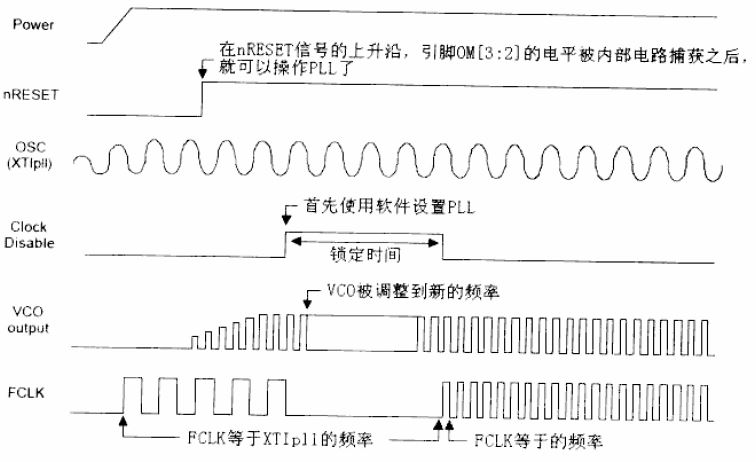 Power
在nRESET信号的上升沿，引脚OM[3:2]的电平被内部电路捕获之后，
就可以操作PLL了
nRESET
OSC
(XTIpll)
首先使用软件设置PLL
Clock
Disable
锁定时间
VCO被调整到新的频率
VCO
output
FCLK
FCLK等于XTIpll的频率
FCLK等于的频率